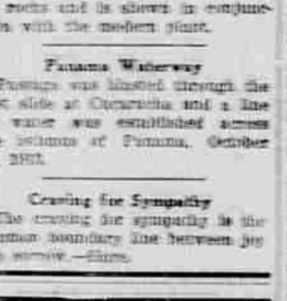 rocks and is shown in conjunc-
with the modern plant.
Panama Waterway
Passage was blasted through the
slide at Cucaracha and a line
water was established across
isthmus of Panama, October
Craving for Sympathy
The craving for sympathy is the
boundary line between joy
sorrow.—